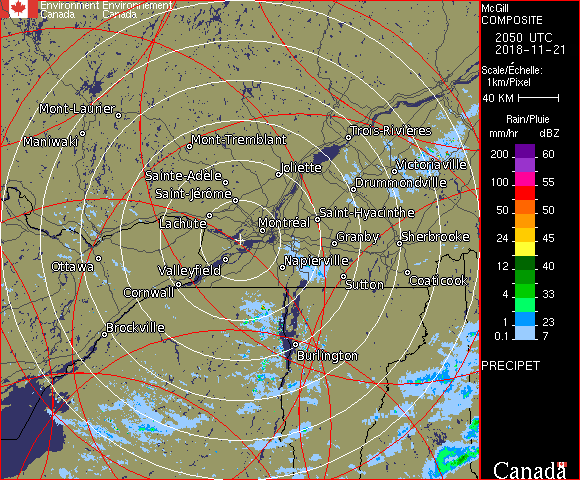 Environment Environnement
Canada Canada
McGill
COMPOSITE
2050 UTC
2018-11-21
Scale/Échelle:
1km/Pixel
40 KM
Rain/Pluie
mm/hr dBZ
200 60
100 55
50 50
24 45
12 40
4 33
1 23
0.1 7
PRECIPET
Canada
Mont-Laurier
Maniwaki
Mont-Tremblant
Trois-Rivières
Sainte-Adèle
Joliette
Victoriaville
Drummondville
Saint-Jérôme
Lachute
Montréal
Saint-Hyacinthe
Granby
Sherbrooke
Ottawa
Valleyfield
Napierville
Cornwall
Sutton
Coaticook
Brockville
Burlington